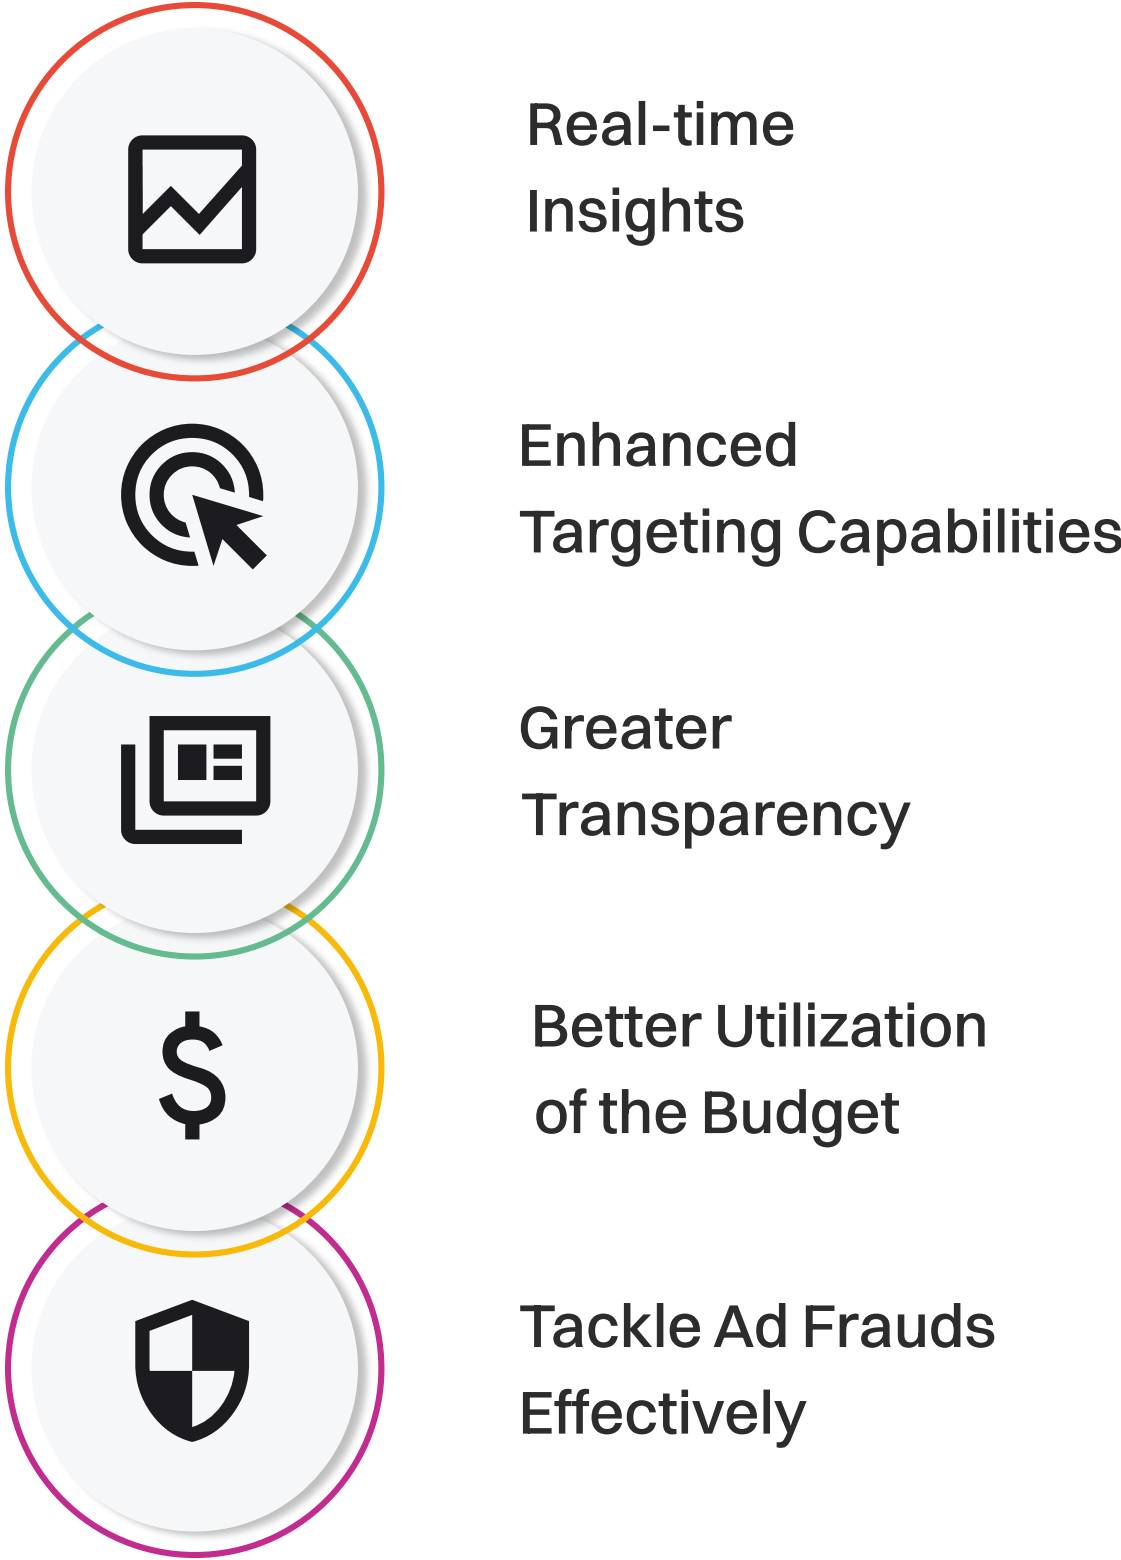 Real-time
Insights
Enhanced
Targeting Capabilities
Greater
Transparency
Better Utilization
of the Budget
Tackle Ad Frauds
Effectively